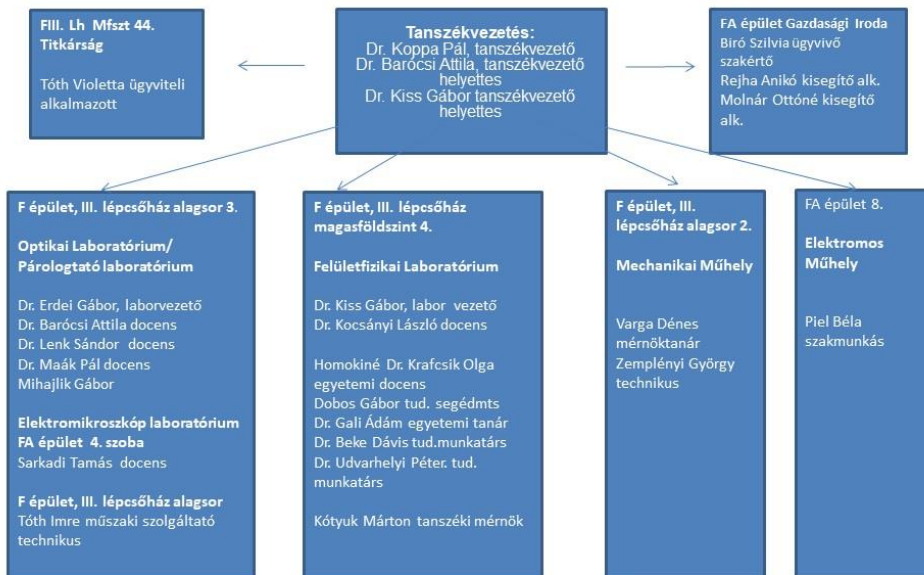 FIII. Lh Mfszt 44.
Titkárság
Tóth Violetta ügyviteli
alkalmazott
Tanszékvezetés:
Dr. Koppa Pál, tanszékvezető
Dr. Barócsi Attila, tanszékvezető
helyettes
Dr. Kiss Gábor tanszékvezető
helyettes
FA épület Gazdasági Iroda
Biró Szilvia ügyvivő
szakértő
Rejha Anikó kisegítő alk.
Molnár Ottóné kisegítő
alk.
F épület, III. lépcsőház alagsor 3.
Optikai Laboratórium/
Párologtató laboratórium
Dr. Erdei Gábor, laborvezető
Dr. Barócsi Attila docens
Dr. Lenk Sándor docens
Dr. Maák Pál docens
Mihajlik Gábor
Elektromikroszkóp laboratórium
FA épület 4. szoba
Sarkadi Tamás docens
F épület, III. lépcsőház alagsor
Tóth Imre műszaki szolgáltató
technikus
F épület, III. lépcsőház
magasföldszint 4.
Felületfizikai Laboratórium
Dr. Kiss Gábor, labor vezető
Dr. Kocsányi László docens
Homokiné Dr. Krafcsik Olga
egyetemi docens
Dobos Gábor tud. segédmts
Dr. Gali Ádám egyetemi tanár
Dr. Beke Dávis tud.munkatárs
Dr. Udvarhelyi Péter. tud.
munkatárs
Kótyuk Márton tanszéki mérnök
F épület, III.
lépcsőház alagsor 2.
Mechanikai Műhely
Varga Dénes
mérnöktanár
Zemplényi György
technikus
FA épület 8.
Elektromos
Műhely
Piel Béla
szakmunkás